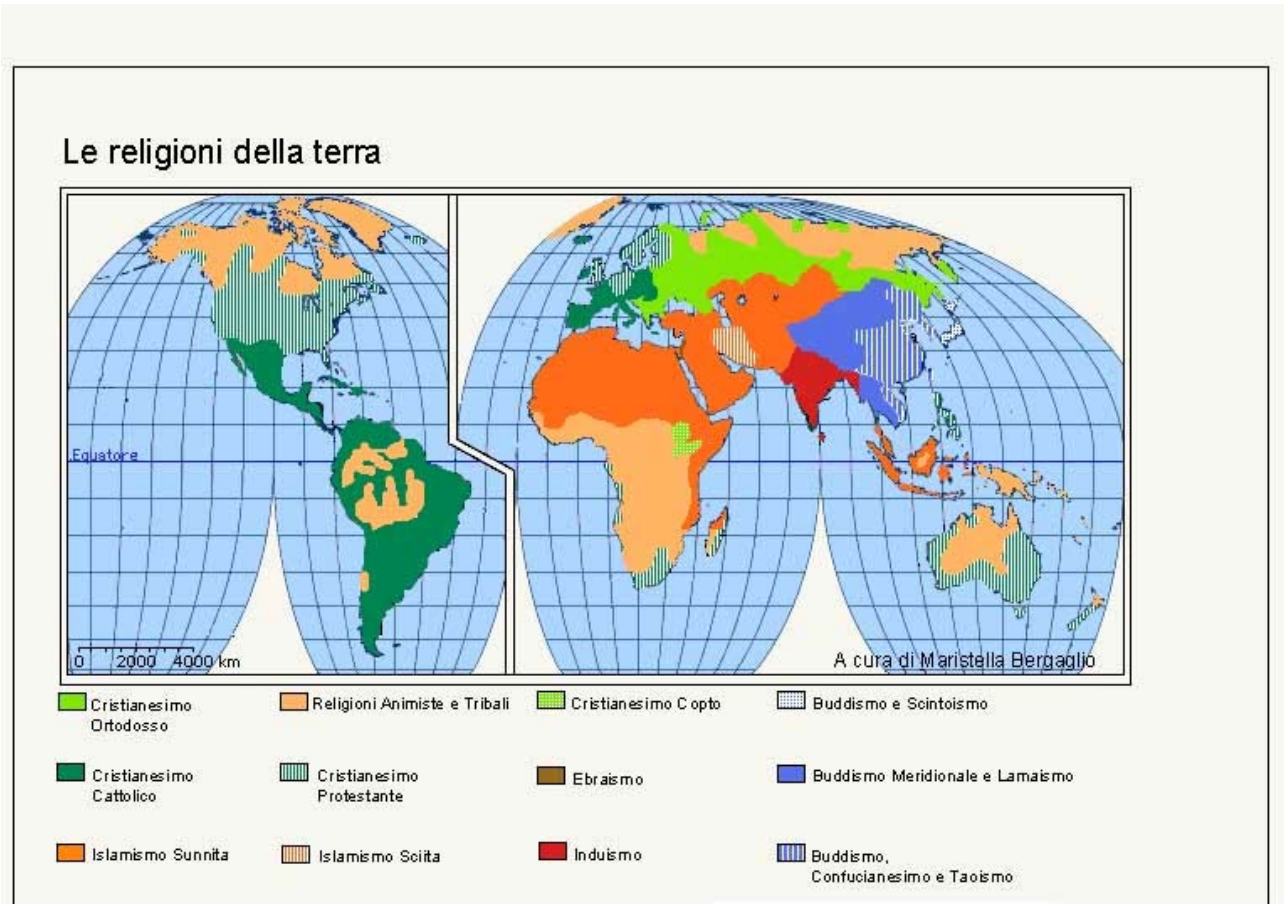 Le religioni della terra
Equatore
0 2000 4000 km
A cura di Maristella Bergaglio
Cristianesimo
Ortodosso
Religioni Animiste e Tribali
Cristianesimo Copto
Buddismo e Scintoismo
Cristianesimo
Cattolico
Cristianesimo
Protestante
Ebraismo
Buddismo Meridionale e Lamaismo
Islamismo Sunnita
Islamismo Sciita
Induismo
Buddismo,
Confucianesimo e Taoismo